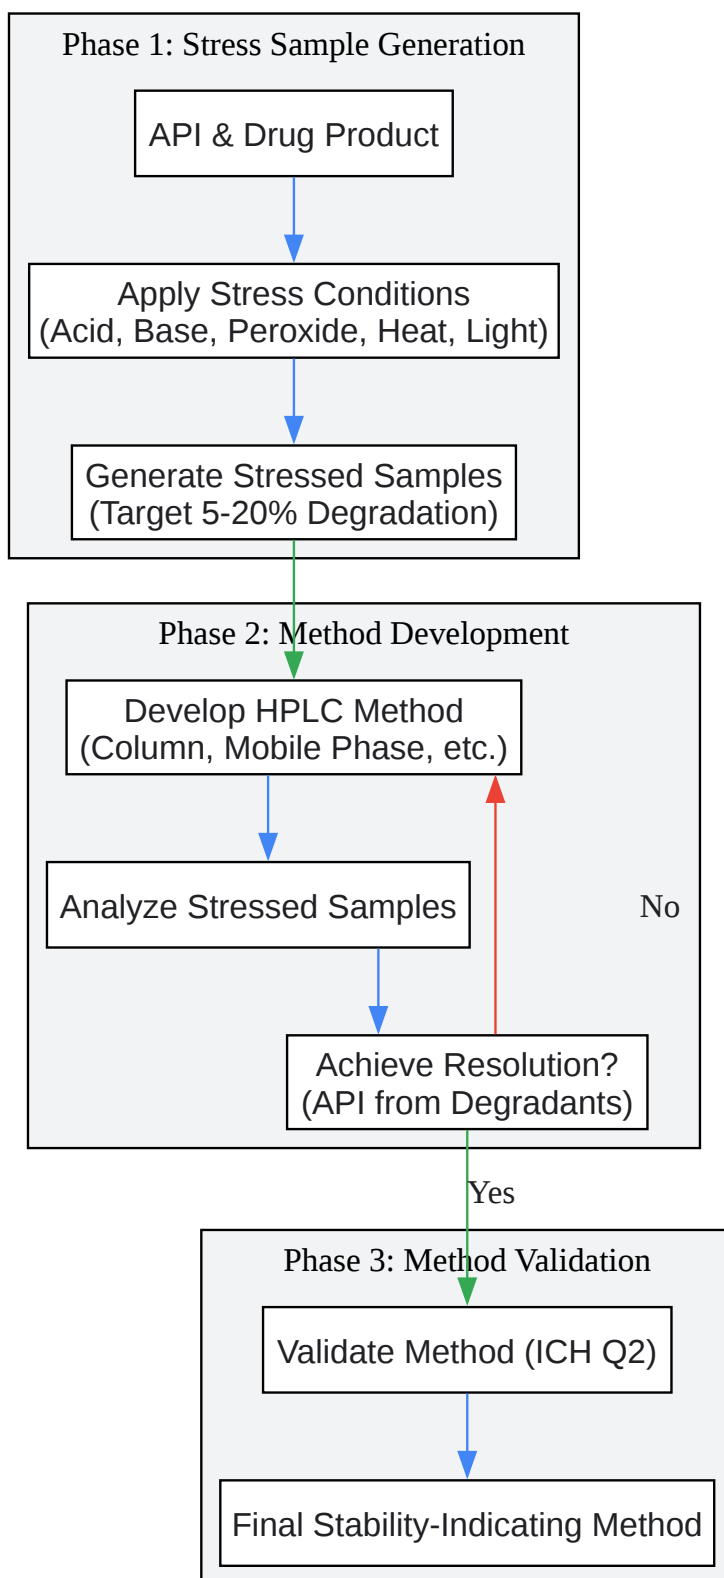 Phase 1: Stress Sample Generation
API & Drug Product
Apply Stress Conditions
(Acid, Base, Peroxide, Heat, Light)
Generate Stressed Samples
(Target 5-20% Degradation)
Phase 2: Method Development
Develop HPLC Method
(Column, Mobile Phase, etc.)
Analyze Stressed Samples
No
Achieve Resolution?
(API from Degradants)
Yes
Phase 3: Method Validation
Validate Method (ICH Q2)
Final Stability-Indicating Method